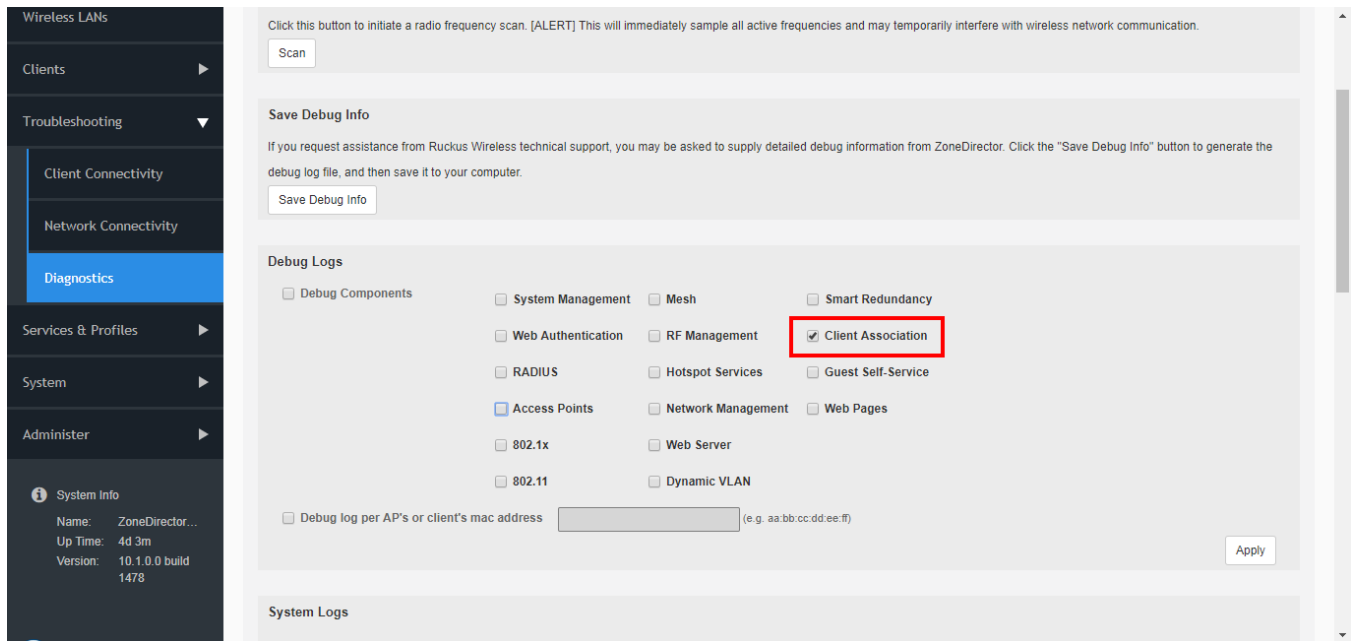 Wireless LANs
Clients
Troubleshooting
Client Connectivity
Network Connectivity
Diagnostics
Services & Profiles
System
Administer
System Info
Name: ZoneDirector...
Up Time: 4d 3m
Version: 10.1.0.0 build
1478
Click this button to initiate a radio frequency scan. [ALERT] This will immediately sample all active frequencies and may temporarily interfere with wireless network communication.
Scan
Save Debug Info
If you request assistance from Ruckus Wireless technical support, you may be asked to supply detailed debug information from ZoneDirector. Click the "Save Debug Info" button to generate the
debug log file, and then save it to your computer.
Save Debug Info
Debug Logs
Debug Components
System Management Mesh Smart Redundancy
Web Authentication RF Management Client Association
RADIUS Hotspot Services Guest Self-Service
Access Points Network Management Web Pages
802.1x Web Server
802.11 Dynamic VLAN
Debug log per AP's or client's mac address (e.g. aa:bb:cc:dd:ee:ff)
Apply
System Logs